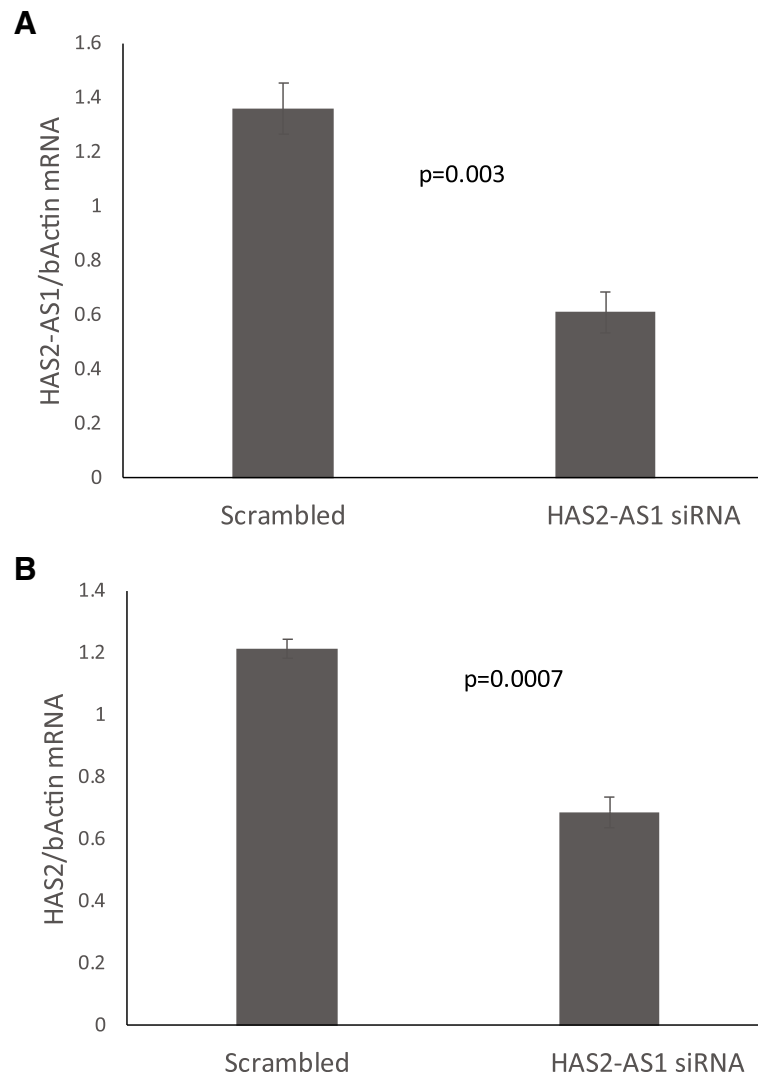 A
HAS2-AS1/bActin mRNA
1.6
1.4
1.2
1
0.8
0.6
0.4
0.2
0
p=0.003
Scrambled
HAS2-AS1 siRNA
B
HAS2/bActin mRNA
1.4
1.2
1
0.8
0.6
0.4
0.2
0
p=0.0007
Scrambled
HAS2-AS1 siRNA